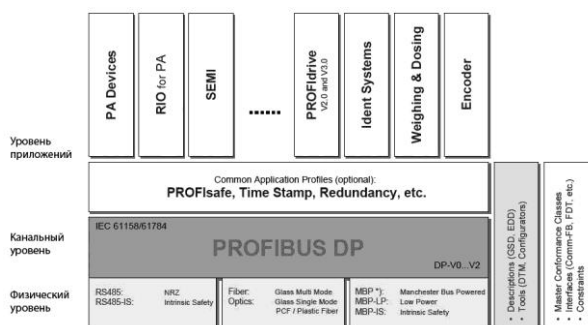 PA Devices
RIO for PA
SEMI
......
PROFIdrive
V2.0 and V3.0
Ident Systems
Weighing & Dosing
Encoder
Уровень
приложений
Common Application Profiles (optional):
PROFIsafe, Time Stamp, Redundancy, etc.
Канальный
уровень
IEC 61158/61784
PROFIBUS DP
DP-V0...V2
Физический
уровень
RS485: NRZ
RS485-IS: Intrinsic Safety
Fiber: Glass Multi Mode
Optics: Glass Single Mode
PCF / Plastic Fiber
MBP *): Manchester Bus Powered
MBP-LP: Low Power
MBP-IS: Intrinsic Safety
• Descriptions (GSD, EDD)
• Tools (DTM, Configurators)
• Master Conformance Classes
• Interfaces (Comm-FB, FDT, etc.)
• Constraints